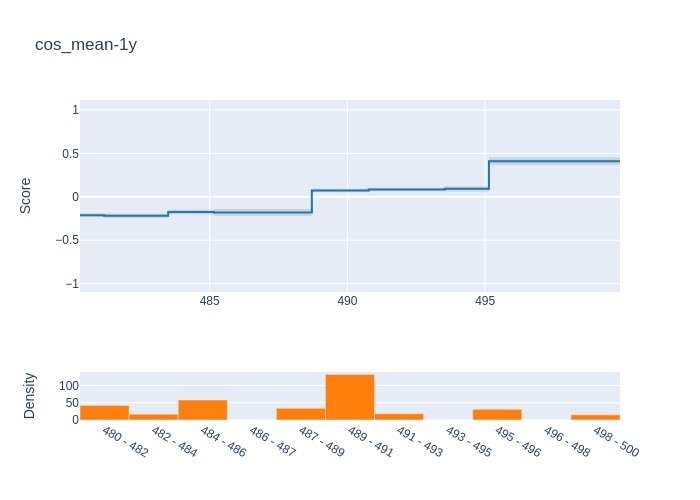 cos_mean-1y
Score
1
0.5
0
−0.5
−1
485
490
495
Density
100
50
0
480 - 482
482 - 484
484 - 486
486 - 487
487 - 489
489 - 491
491 - 493
493 - 495
495 - 496
496 - 498
498 - 500